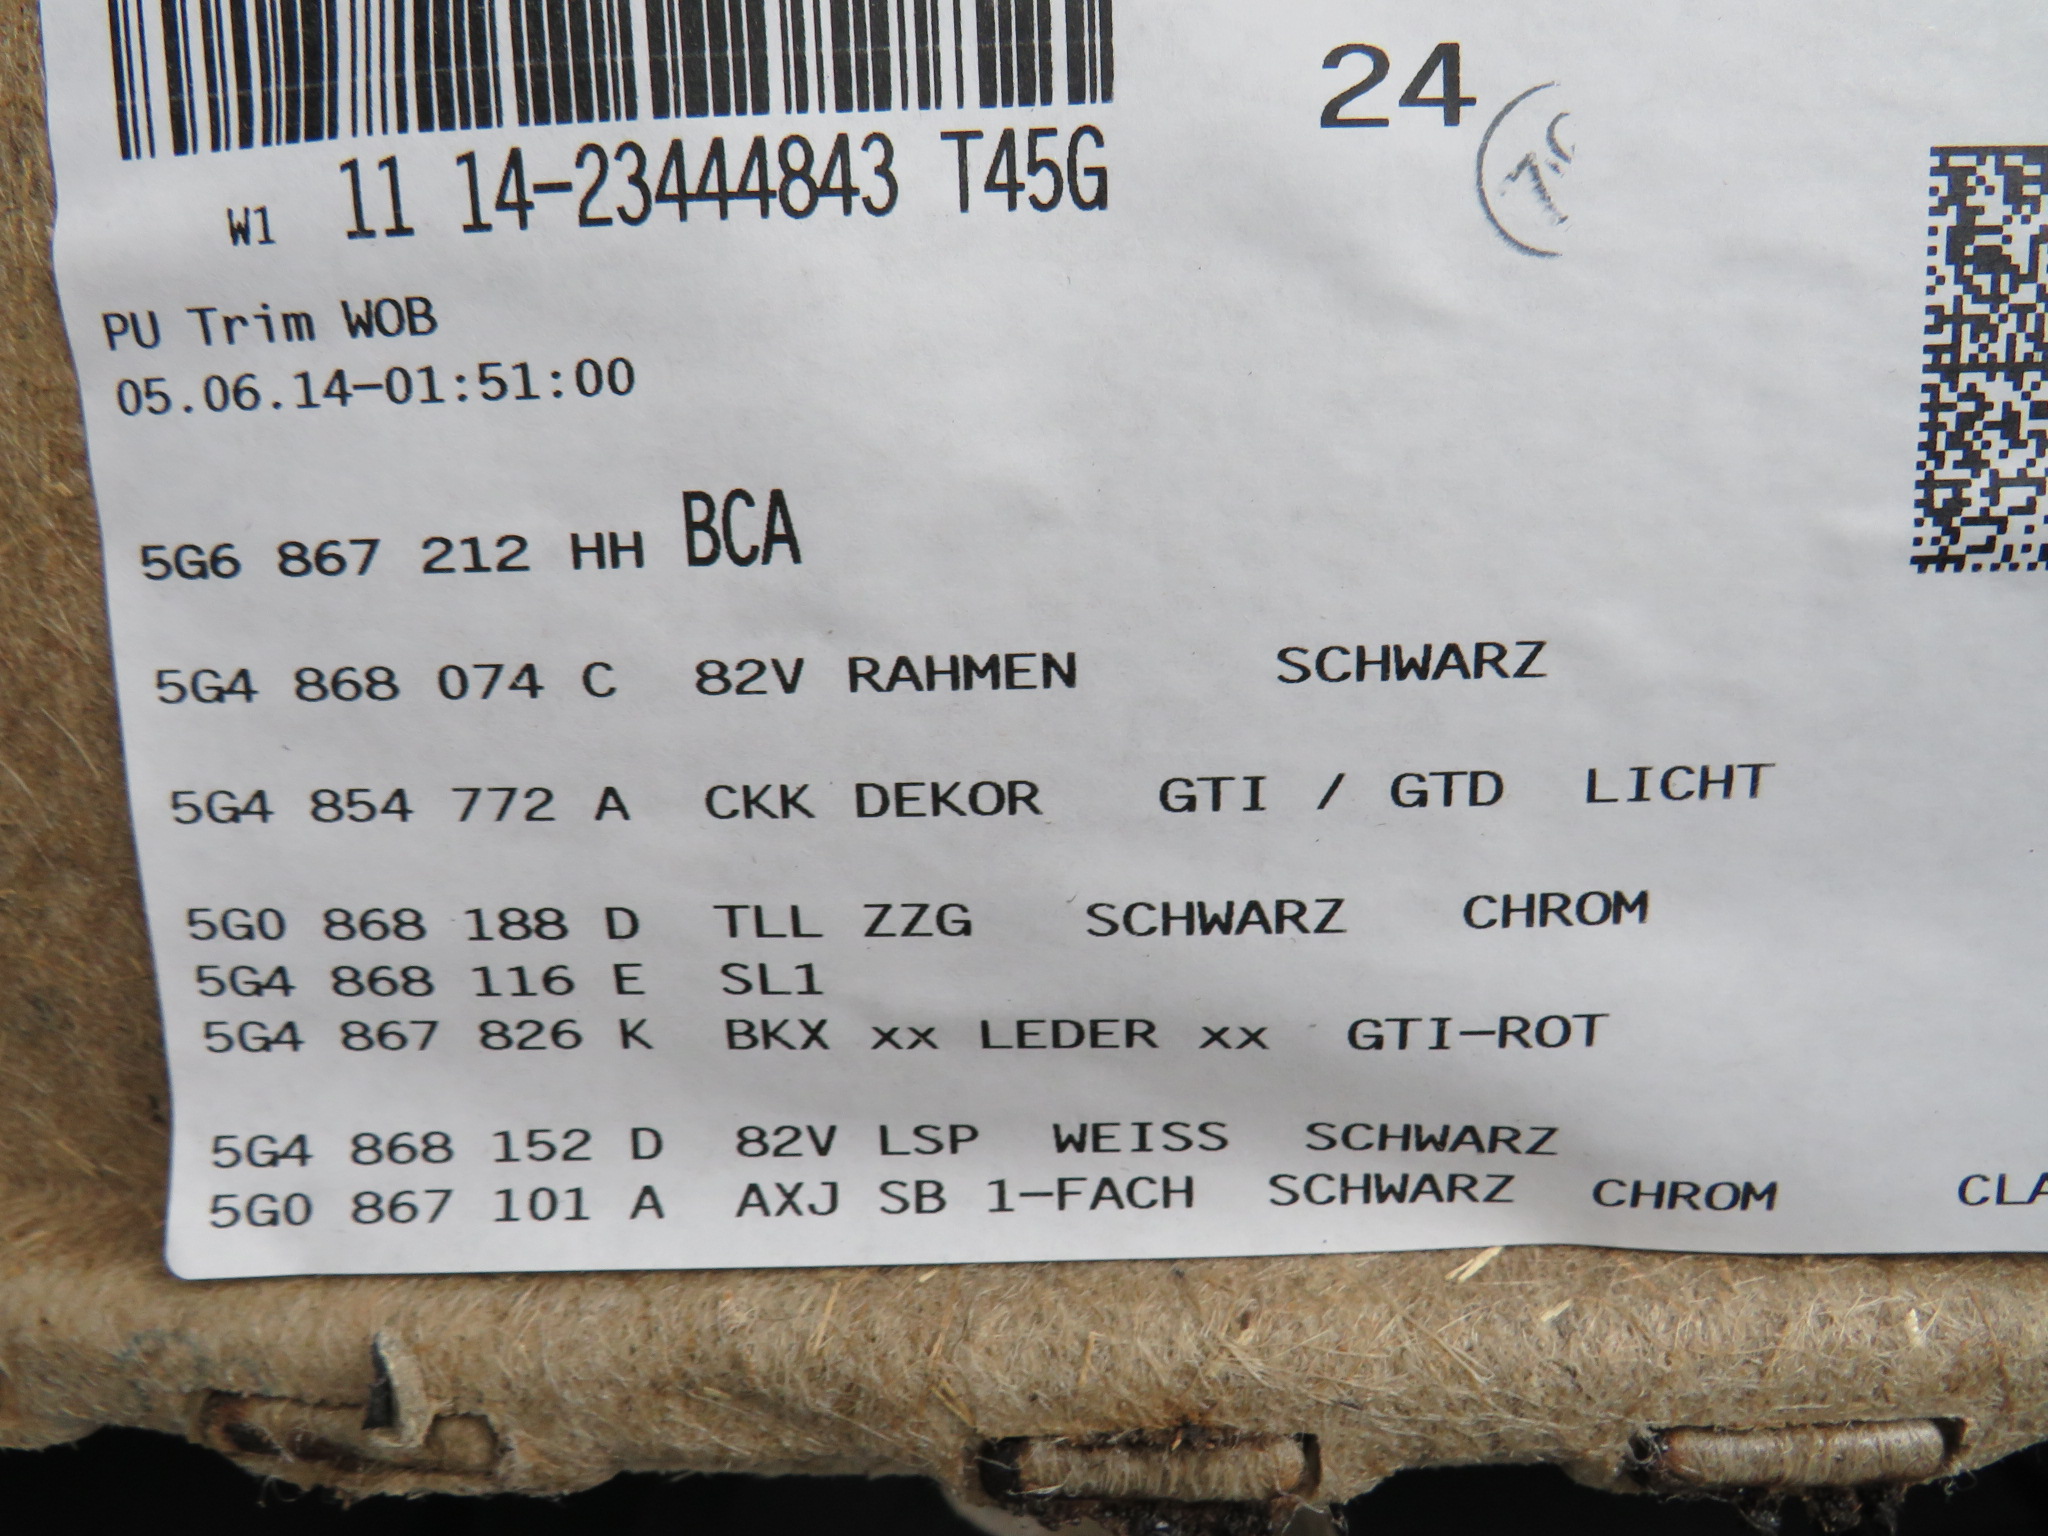 24
W1 11 14-23444843 T45G
PU Trim WOB
05.06.14-01:51:00
5G6 867 212 HH BCA
5G4 868 074 C 82V RAHMEN SCHWARZ
5G4 854 772 A CKK DEKOR GTI / GTD LICHT
5G0 868 188 D TLL ZZG SCHWARZ CHROM
5G4 868 116 E SL1
5G4 867 826 K BKX xx LEDER xx GTI-ROT
5G4 868 152 D 82V LSP WEISS SCHWARZ
5G0 867 101 A AXJ SB 1-FACH SCHWARZ CHROM CLA